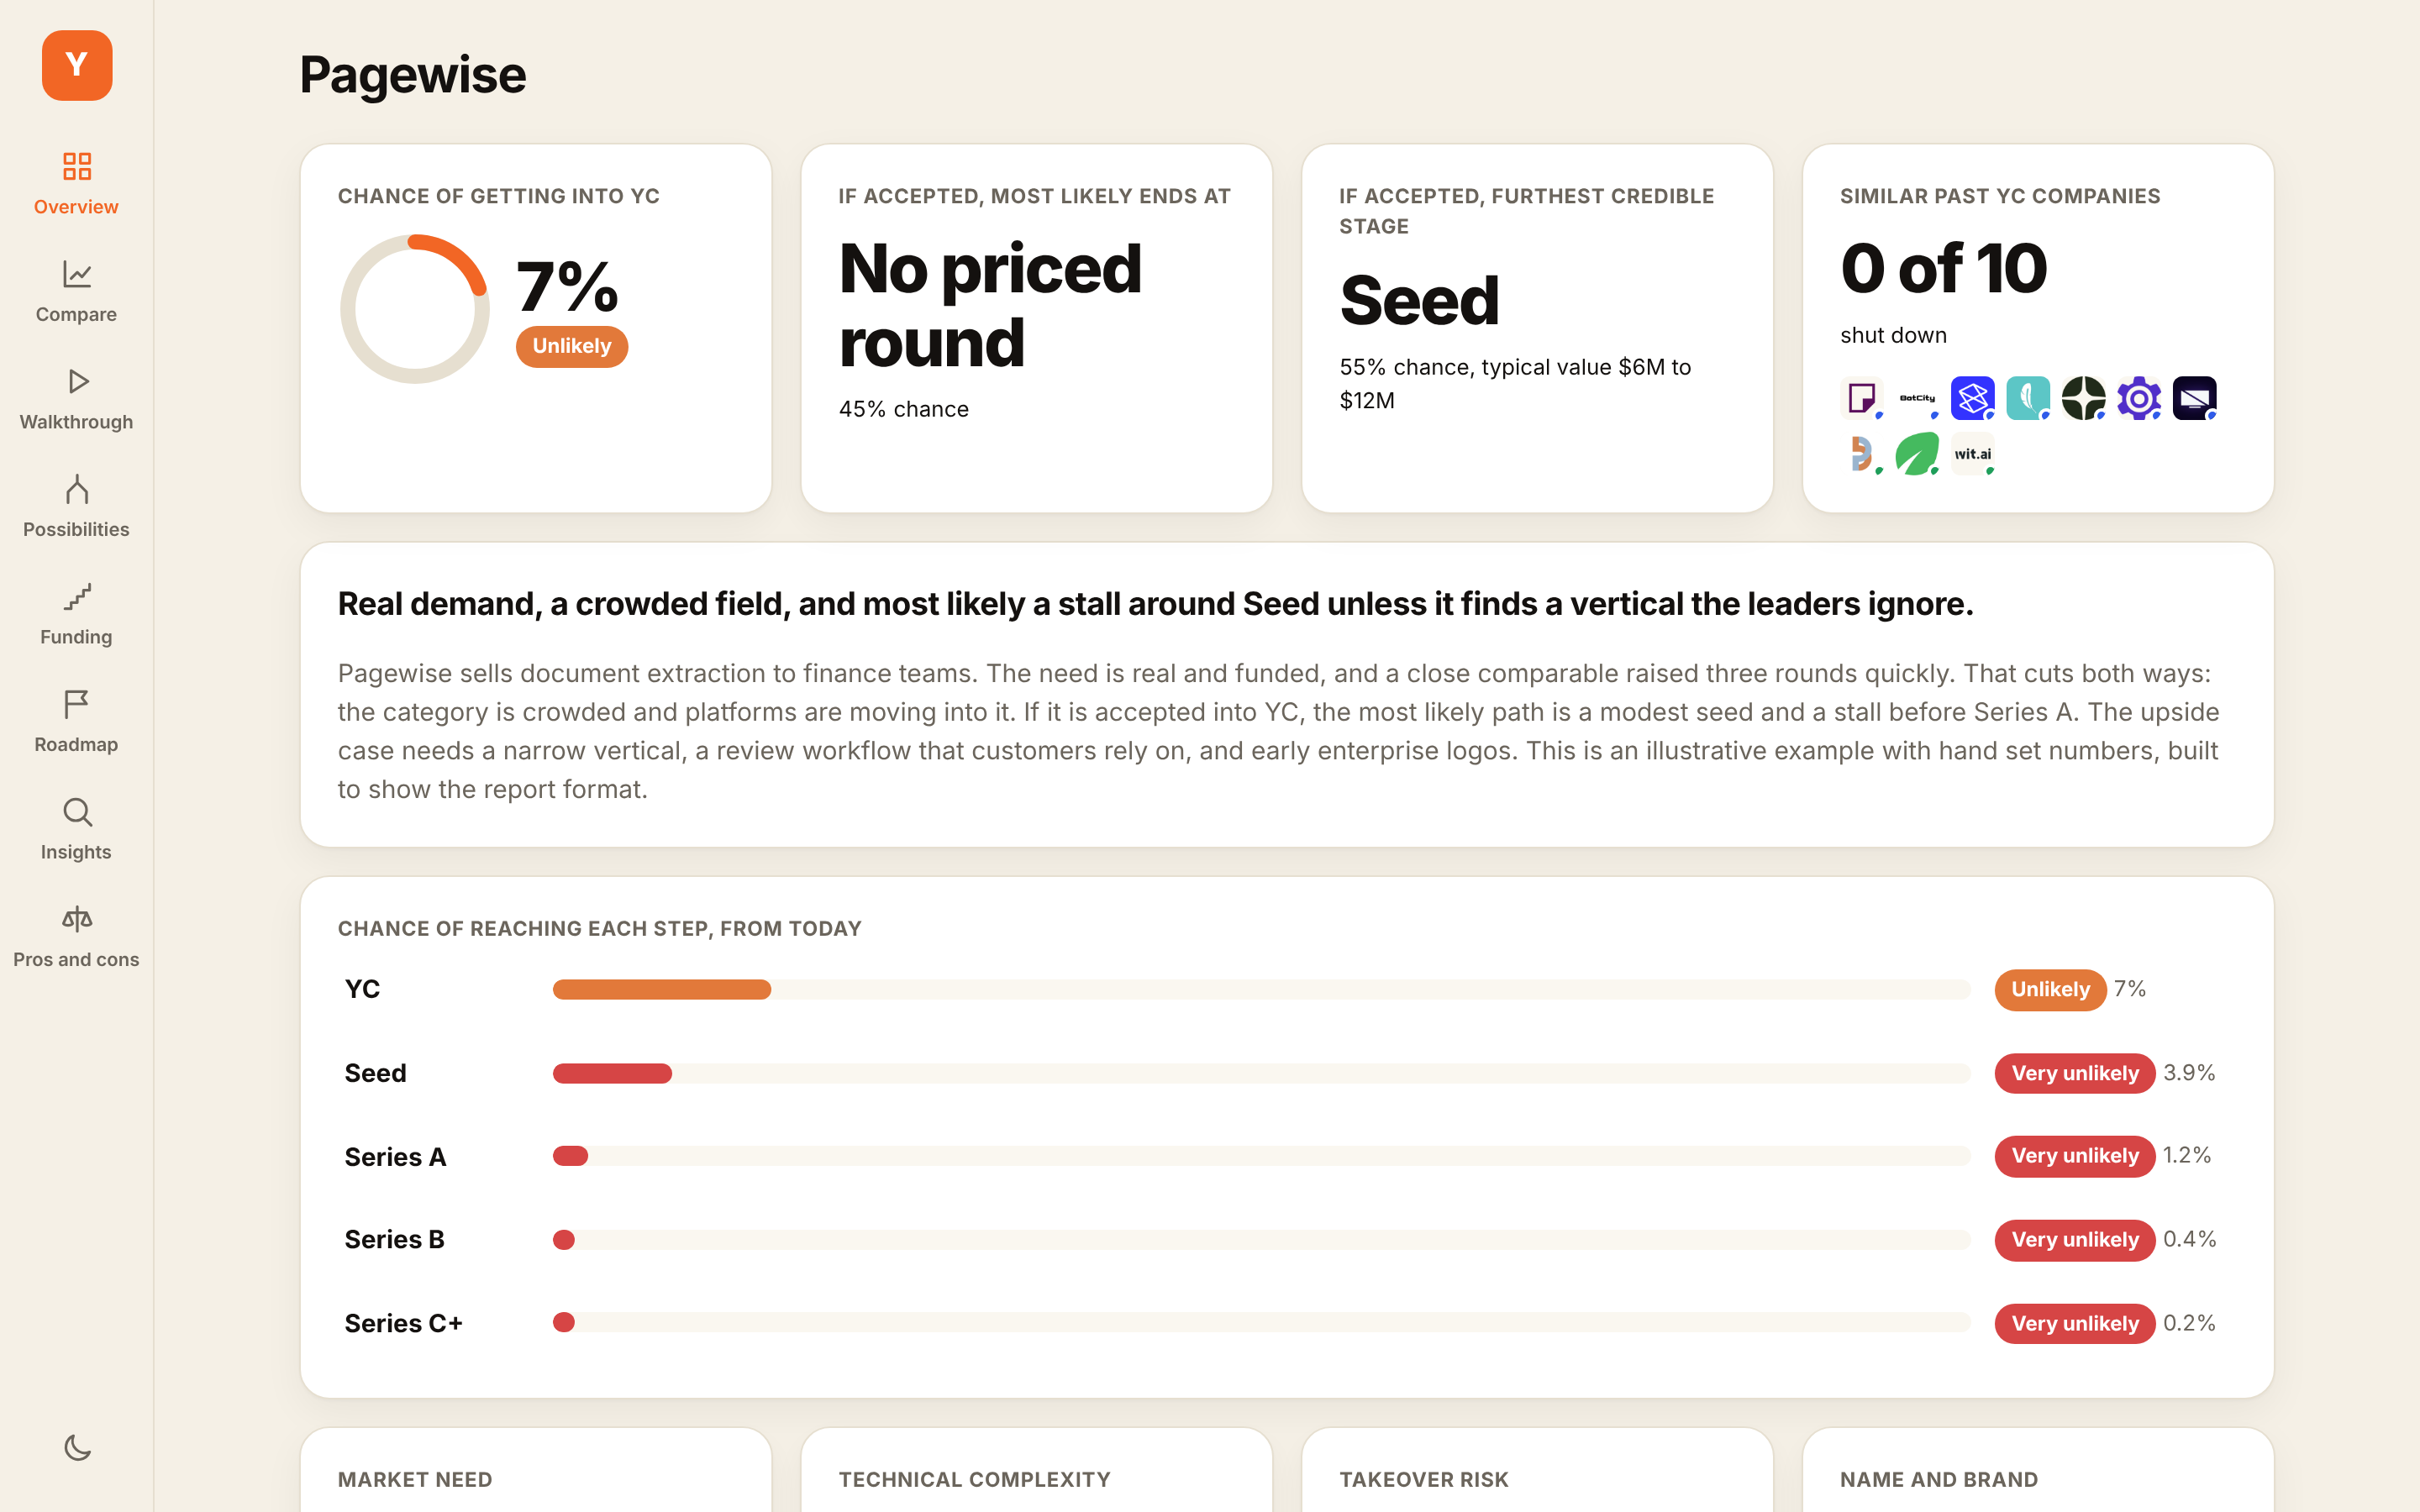 Y
Overview
Compare
Walkthrough
Possibilities
Funding
Roadmap
Insights
Pros and cons
Pagewise
CHANCE OF GETTING INTO YC
7%
Unlikely
IF ACCEPTED, MOST LIKELY ENDS AT
No priced
round
45% chance
IF ACCEPTED, FURTHEST CREDIBLE
STAGE
Seed
55% chance, typical value $6M to
$12M
SIMILAR PAST YC COMPANIES
0 of 10
shut down
BotCity
wit.ai
Real demand, a crowded field, and most likely a stall around Seed unless it finds a vertical the leaders ignore.
Pagewise sells document extraction to finance teams. The need is real and funded, and a close comparable raised three rounds quickly. That cuts both ways:
the category is crowded and platforms are moving into it. If it is accepted into YC, the most likely path is a modest seed and a stall before Series A. The upside
case needs a narrow vertical, a review workflow that customers rely on, and early enterprise logos. This is an illustrative example with hand set numbers, built
to show the report format.
CHANCE OF REACHING EACH STEP, FROM TODAY
YC Unlikely 7%
Seed Very unlikely 3.9%
Series A Very unlikely 1.2%
Series B Very unlikely 0.4%
Series C+ Very unlikely 0.2%
MARKET NEED
TECHNICAL COMPLEXITY
TAKEOVER RISK
NAME AND BRAND